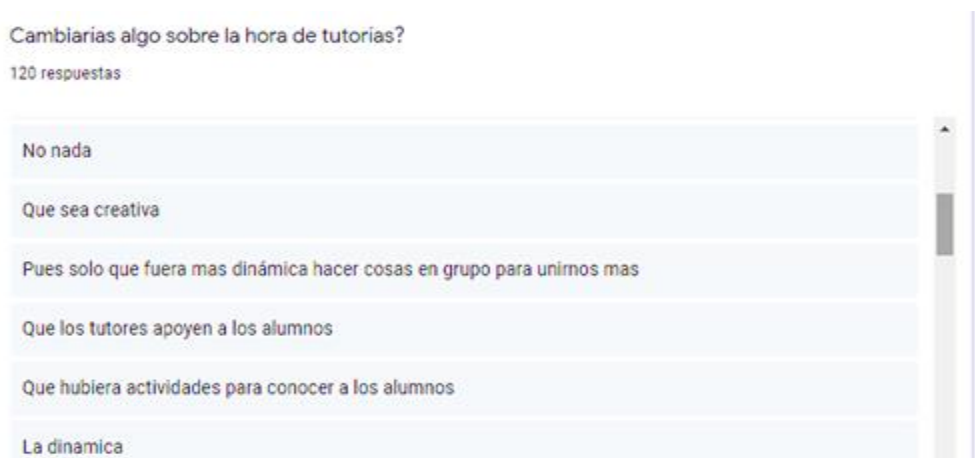 Cambiarias algo sobre la hora de tutorias?
120 respuestas
No nada
Que sea creativa
Pues solo que fuera mas dinámica hacer cosas en grupo para unirnos mas
Que los tutores apoyen a los alumnos
Que hubiera actividades para conocer a los alumnos
La dinamica